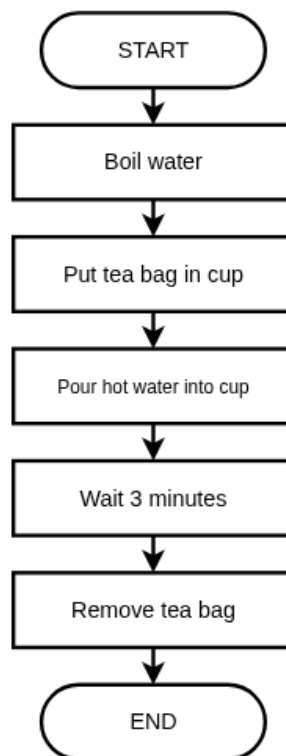 START
Boil water
Put tea bag in cup
Pour hot water into cup
Wait 3 minutes
Remove tea bag
END